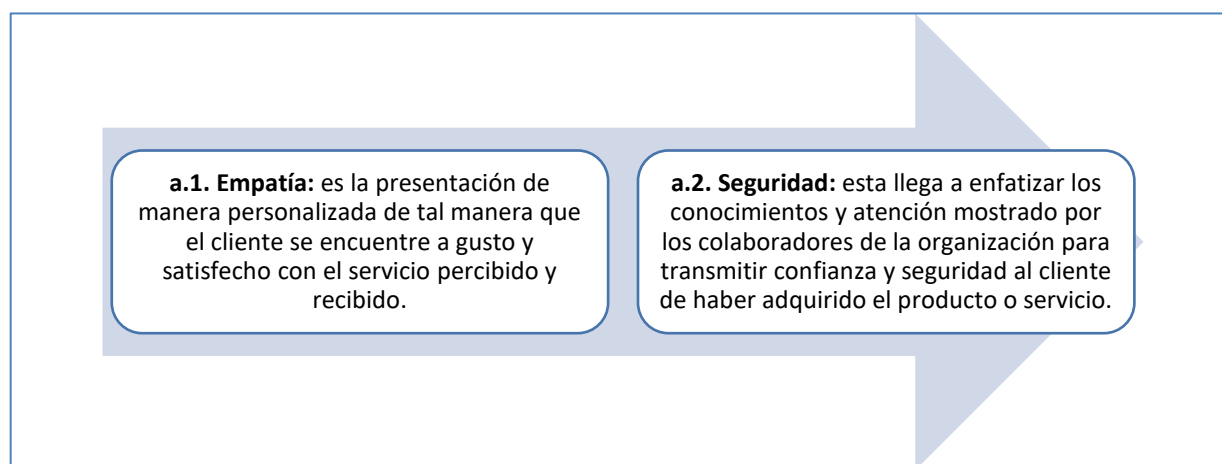 a.1. Empatía: es la presentación de
manera personalizada de tal manera que
el cliente se encuentre a gusto y
satisfecho con el servicio percibido y
recibido.
a.2. Seguridad: esta llega a enfatizar los
conocimientos y atención mostrado por
los colaboradores de la organización para
transmitir confianza y seguridad al cliente
de haber adquirido el producto o servicio.